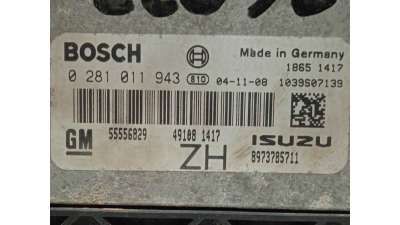 BOSCH
Made in Germany
1865 1417
0 281 011 943 810 04-11-08 1039S07139
GM 55556829 49108 1417 ISUZU
ZH 8973785711